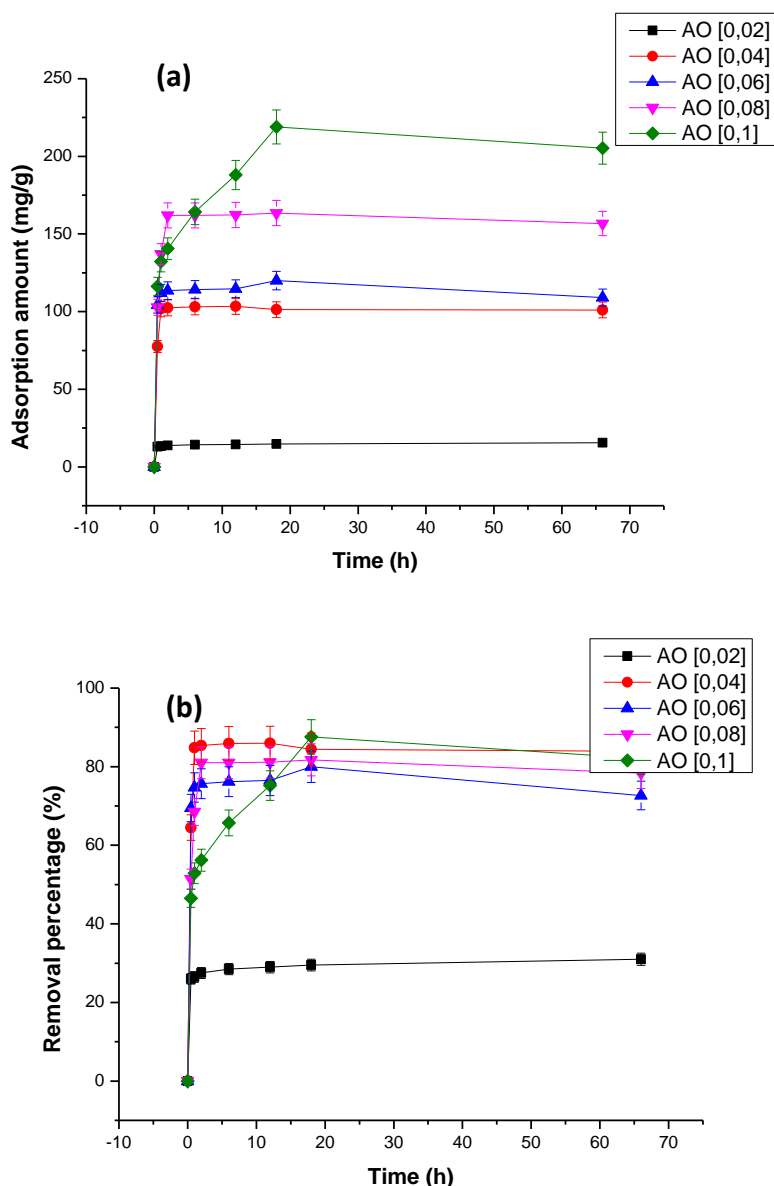 AO [0,02]
AO [0,04]
AO [0,06]
AO [0,08]
AO [0,1]
(a)
250
200
150
100
50
0
Adsorption amount (mg/g)
-10 0 10 20 30 40 50 60 70
Time (h)
AO [0,02]
AO [0,04]
AO [0,06]
AO [0,08]
AO [0,1]
(b)
100
80
60
40
20
0
Removal percentage (%)
-10 0 10 20 30 40 50 60 70
Time (h)